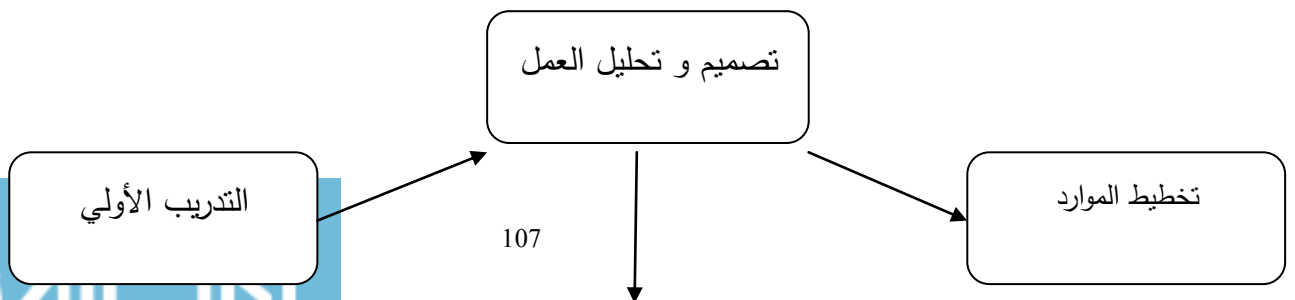 تصميم و تحليل العمل
تخطيط الموارد
التدريب الأولي
107